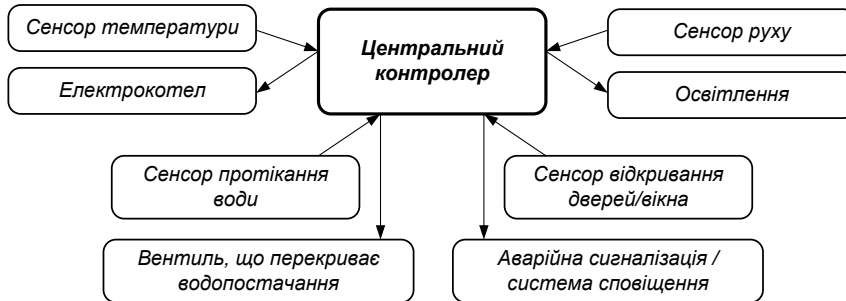 Сенсор температури
Центральний
контролер
Сенсор руху
Електрокотел
Освітлення
Сенсор протікання
води
Сенсор відкривання
дверей/вікна
Вентиль, що перекриває
водопостачання
Аварійна сигналізація /
система сповіщення